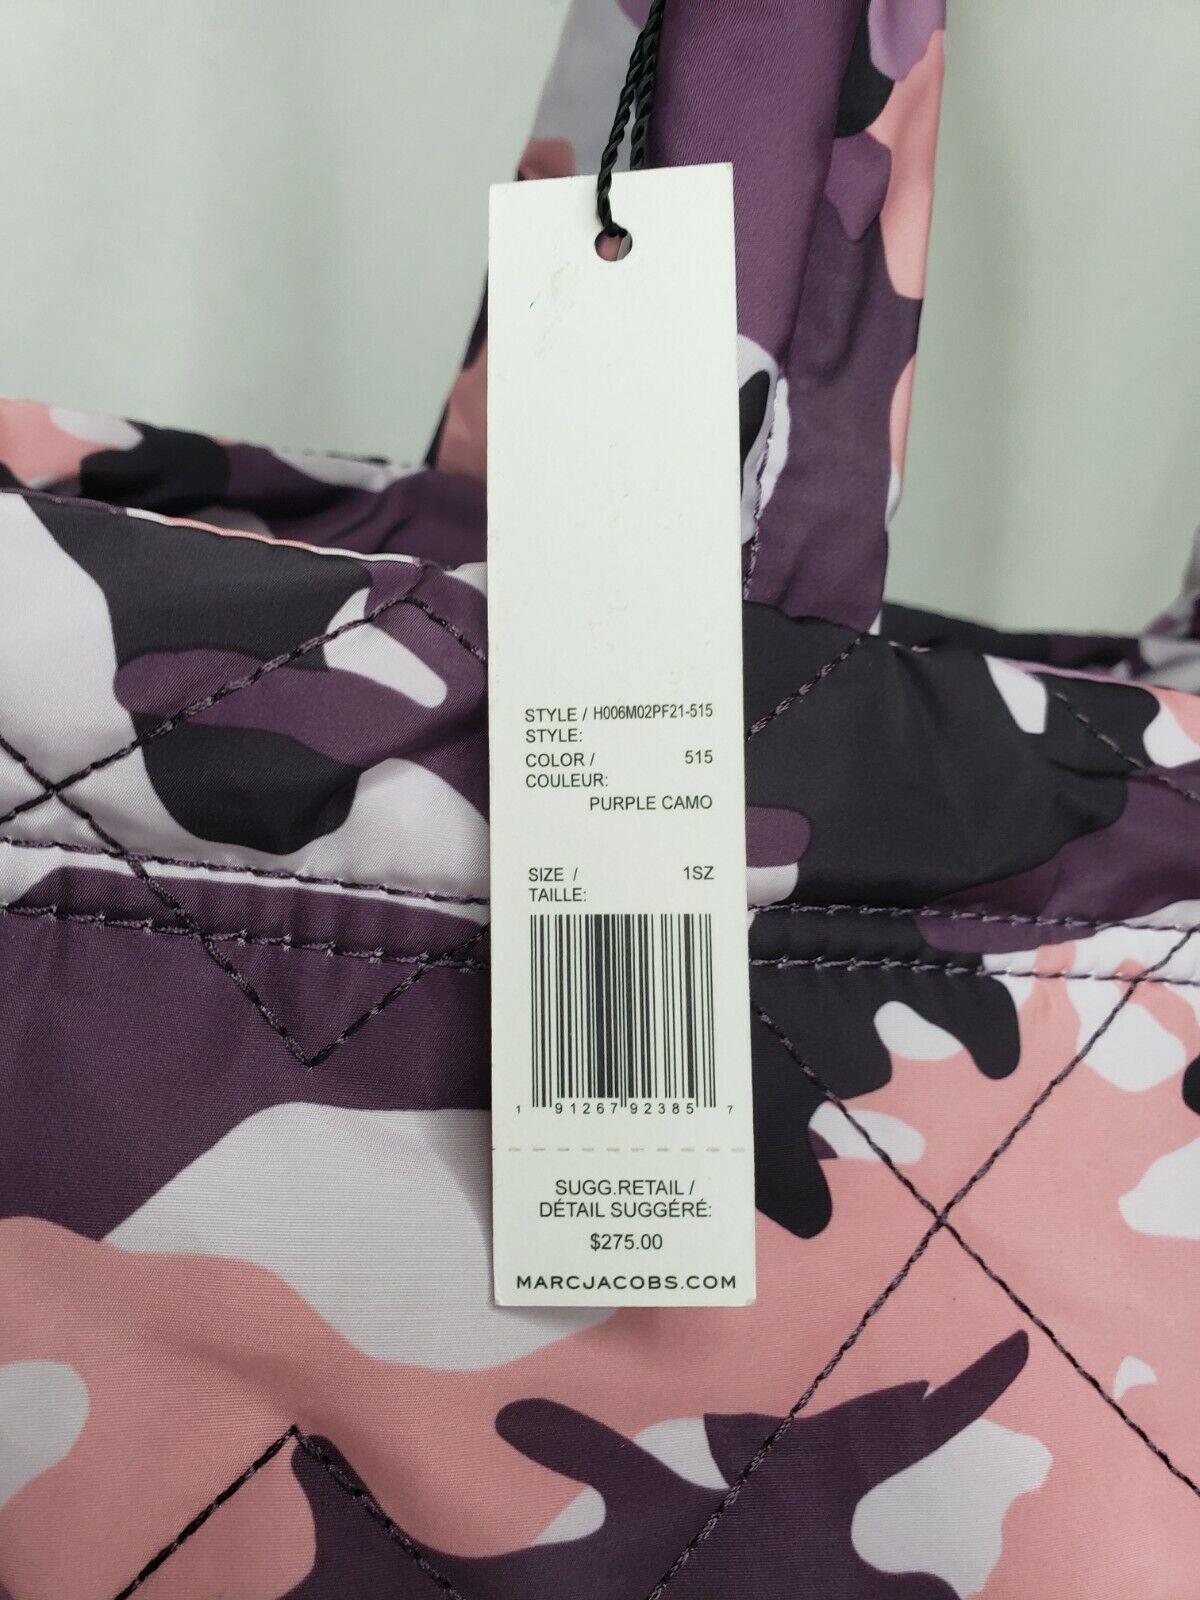 STYLE / H006M02PF21-515
STYLE:
COLOR / 515
COULEUR:
PURPLE CAMO
SIZE / 1SZ
TAILLE:
1 91267 92385 7
SUGG.RETAIL /
DÉTAIL SUGGÉRÉ:
$275.00
MARCJACOBS.COM